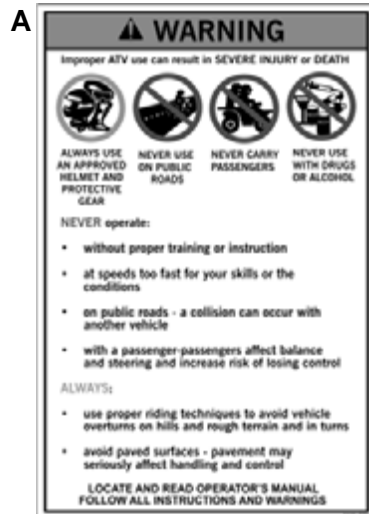 A
WARNING
Improper ATV use can result in SEVERE INJURY or DEATH
ALWAYS USE
AN APPROVED
HELMET AND
PROTECTIVE
GEAR
NEVER USE
ON PUBLIC
ROADS
NEVER CARRY
PASSENGERS
NEVER USE
WITH DRUGS
OR ALCOHOL
NEVER operate:
• without proper training or instruction
• at speeds too fast for your skills or the
conditions
• on public roads - a collision can occur with
another vehicle
• with a passenger-passengers affect balance
and steering and increase risk of losing control
ALWAYS:
• use proper riding techniques to avoid vehicle
overturns on hills and rough terrain and in turns
• avoid paved surfaces - pavement may
seriously affect handling and control
LOCATE AND READ OPERATOR'S MANUAL
FOLLOW ALL INSTRUCTIONS AND WARNINGS